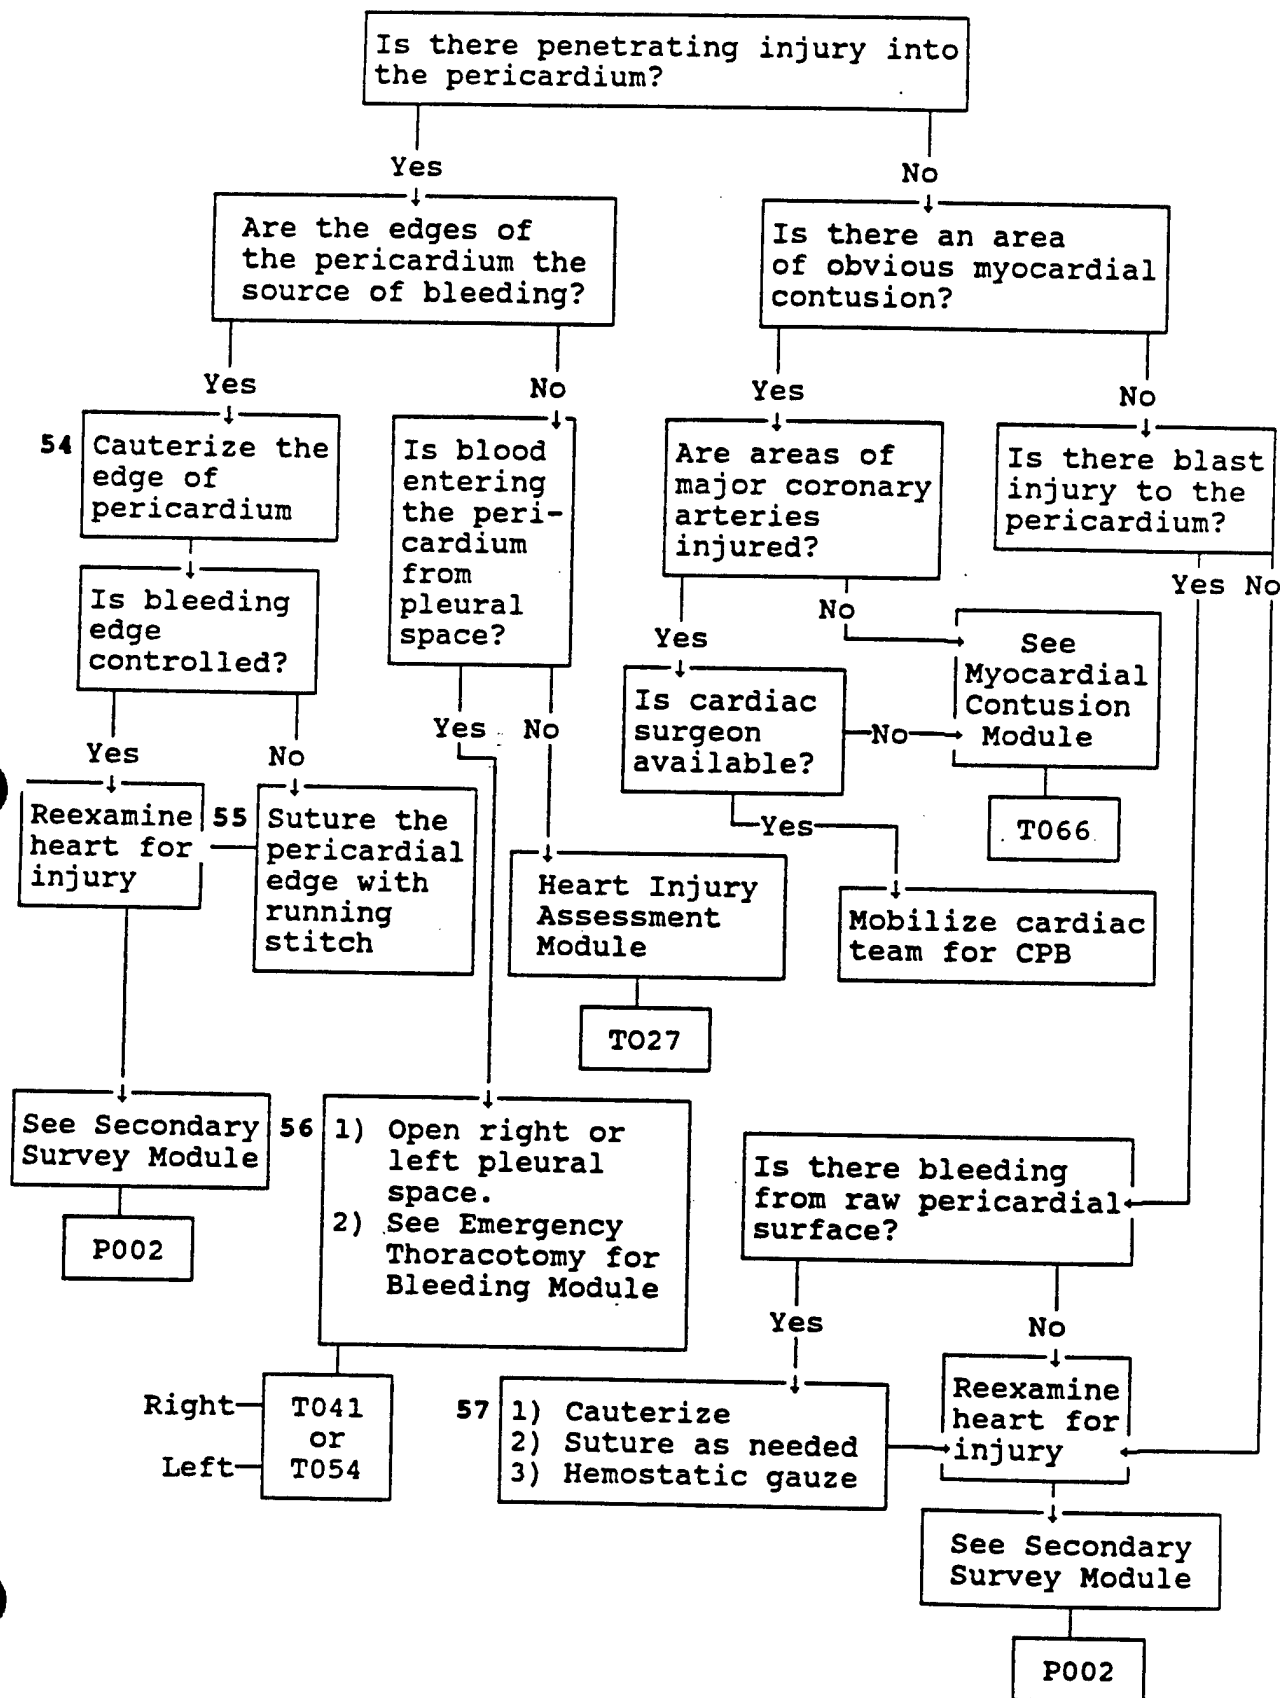 Is there penetrating injury into
the pericardium?
Yes
No
Are the edges of
the pericardium the
source of bleeding?
Is there an area
of obvious myocardial
contusion?
Yes
No
Yes
No
54
Cauterize the
edge of
pericardium
Is blood
entering
the peri-
cardium
from
pleural
space?
Are areas of
major coronary
arteries
injured?
Is there blast
injury to the
pericardium?
Is bleeding
edge
controlled?
Yes No
No
Yes
See
Myocardial
Contusion
Module
Is cardiac
surgeon
available?
No
Yes
No
Yes
No
Yes
T066
Reexamine
heart for
injury
55
Suture the
pericardial
edge with
running
stitch
Heart Injury
Assessment
Module
Mobilize cardiac
team for CPB
TO27
See Secondary
Survey Module
P002
56
1) Open right or
left pleural
space.
2) See Emergency
Thoracotomy for
Bleeding Module
Is there bleeding
from raw pericardial
surface?
Yes
No
Right
Left
T041
or
T054
57
1) Cauterize
2) Suture as needed
3) Hemostatic gauze
Reexamine
heart for
injury
See Secondary
Survey Module
P002